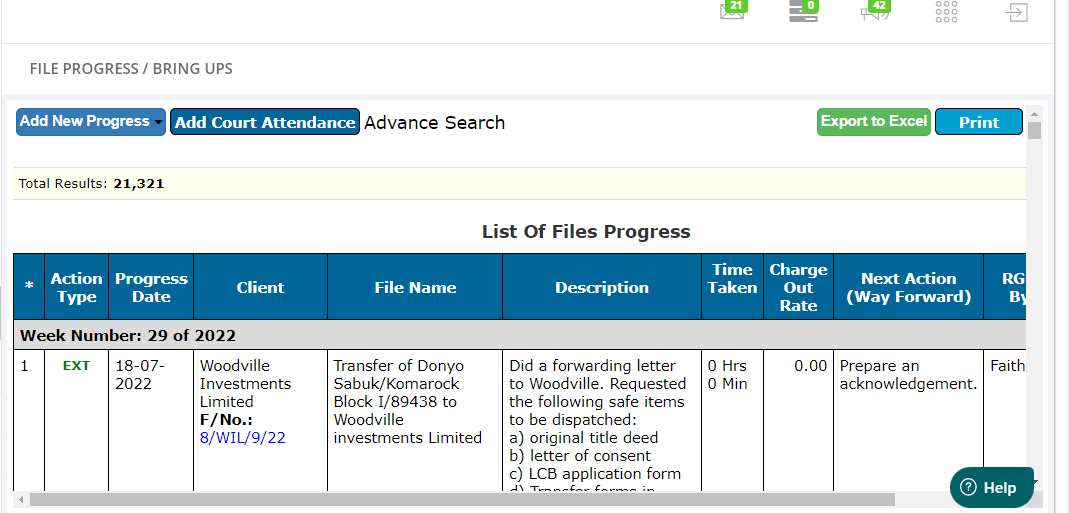 21 0 42
FILE PROGRESS / BRING UPS
Add New Progress Add Court Attendance Advance Search Export to Excel Print
Total Results: 21,321
List Of Files Progress
* Action Type Progress Date Client File Name Description Time Taken Charge Out Rate Next Action (Way Forward) RG By
Week Number: 29 of 2022
1 EXT 18-07- Woodville Transfer of Donyo Did a forwarding letter 0 Hrs 0.00 Prepare an Faith
2022 Investments Sabuk/Komarock to Woodville. Requested 0 Min acknowledgement.
Limited Block I/89438 to the following safe items
F/No.: Woodville to be dispatched:
8/WIL/9/22 investments Limited a) original title deed
b) letter of consent
c) LCB application form
d) Transfer forms in
Help